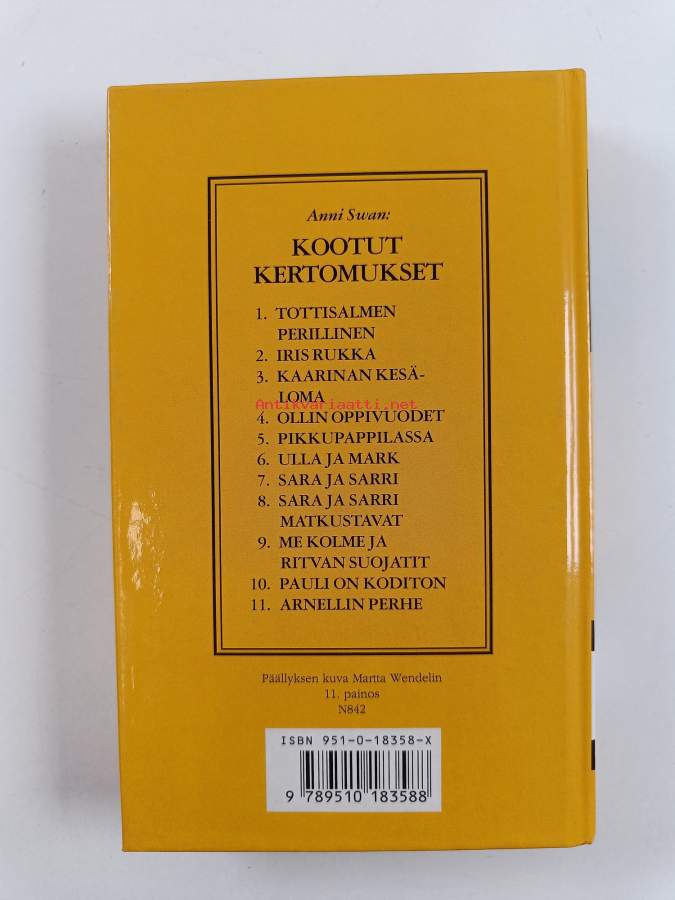 Anni Swan:
KOOTUT
KERTOMUKSET
1. TOTTISALMEN
PERILLINEN
2. IRIS RUKKA
3. KAARINAN KESÄ-
LOMA
Antikvariaatti.net
4. OLLIN OPPIVUODET
5. PIKKUPAPPILASSA
6. ULLA JA MARK
7. SARA JA SARRI
8. SARA JA SARRI
MATKUSTAVAT
9. ME KOLME JA
RITVAN SUOJATIT
10. PAULI ON KODITON
11. ARNELLIN PERHE
Päällyksen kuva Martta Wendelin
11. painos
N842
ISBN 951-0-18358-X
9 789510 183588